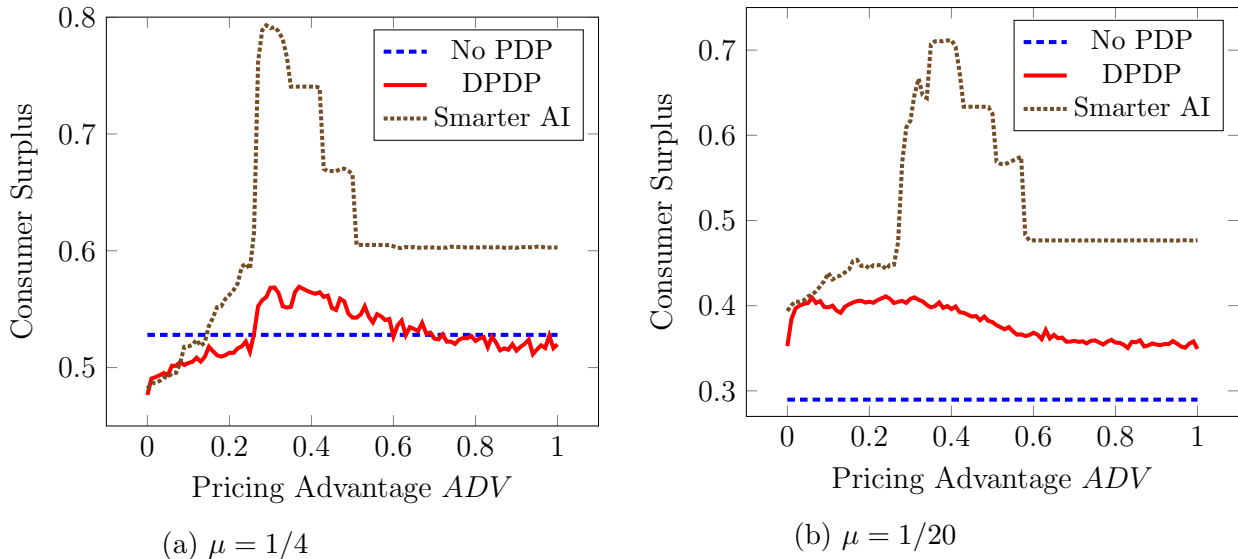 0.8
0.7
0.6
0.5
Consumer Surplus
No PDP
DPDP
Smarter AI
0 0.2 0.4 0.6 0.8 1
Pricing Advantage ADV
(a) μ = 1/4
0.7
0.6
0.5
0.4
0.3
Consumer Surplus
No PDP
DPDP
Smarter AI
0 0.2 0.4 0.6 0.8 1
Pricing Advantage ADV
(b) μ = 1/20